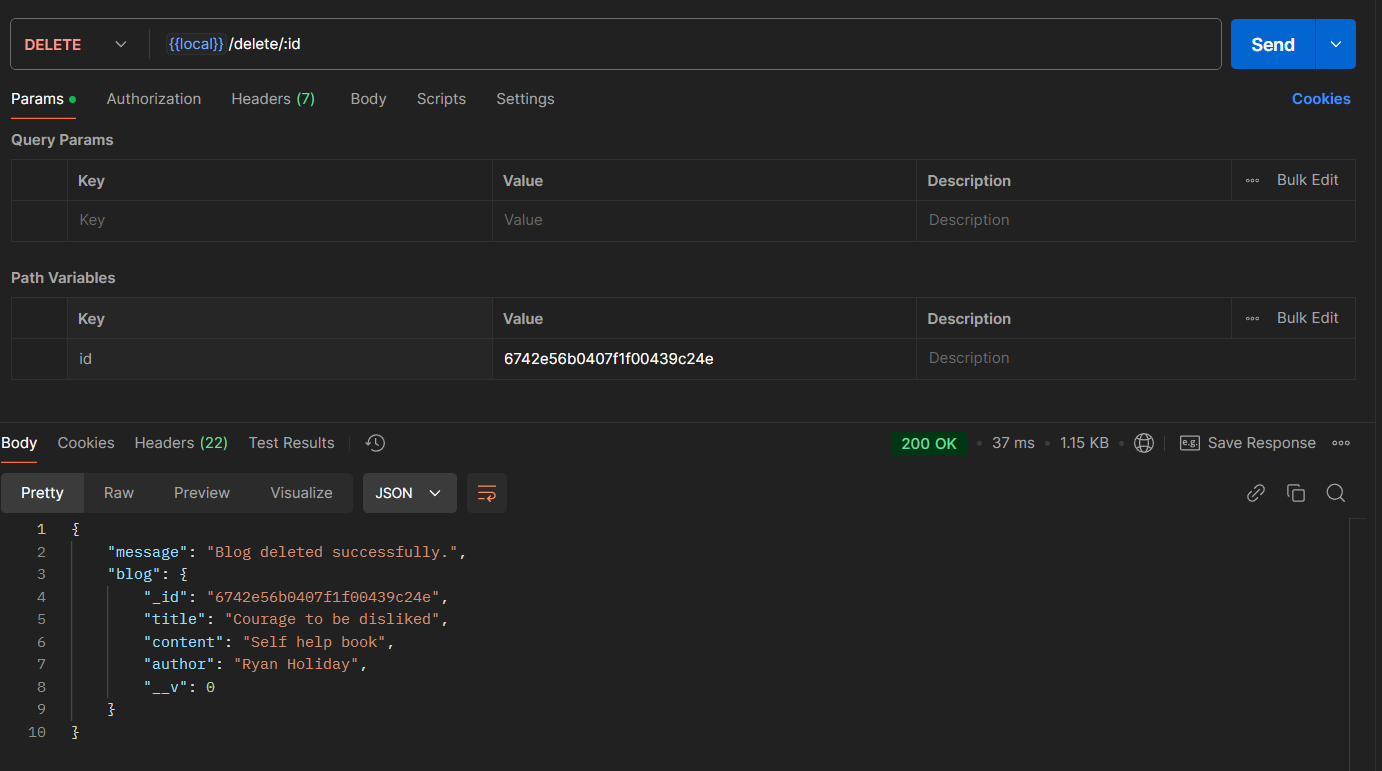 DELETE {{local}} /delete/:id Send
Params Authorization Headers (7) Body Scripts Settings Cookies
Query Params
Key Value Description Bulk Edit
Key Value Description
Path Variables
Key Value Description Bulk Edit
id 6742e56b0407f1f00439c24e Description
Body Cookies Headers (22) Test Results 200 OK 37 ms 1.15 KB e.g. Save Response
Pretty Raw Preview Visualize JSON
1 {
2 "message": "Blog deleted successfully.",
3 "blog": {
4 "_id": "6742e56b0407f1f00439c24e",
5 "title": "Courage to be disliked",
6 "content": "Self help book",
7 "author": "Ryan Holiday",
8 "__v": 0
9 }
10 }